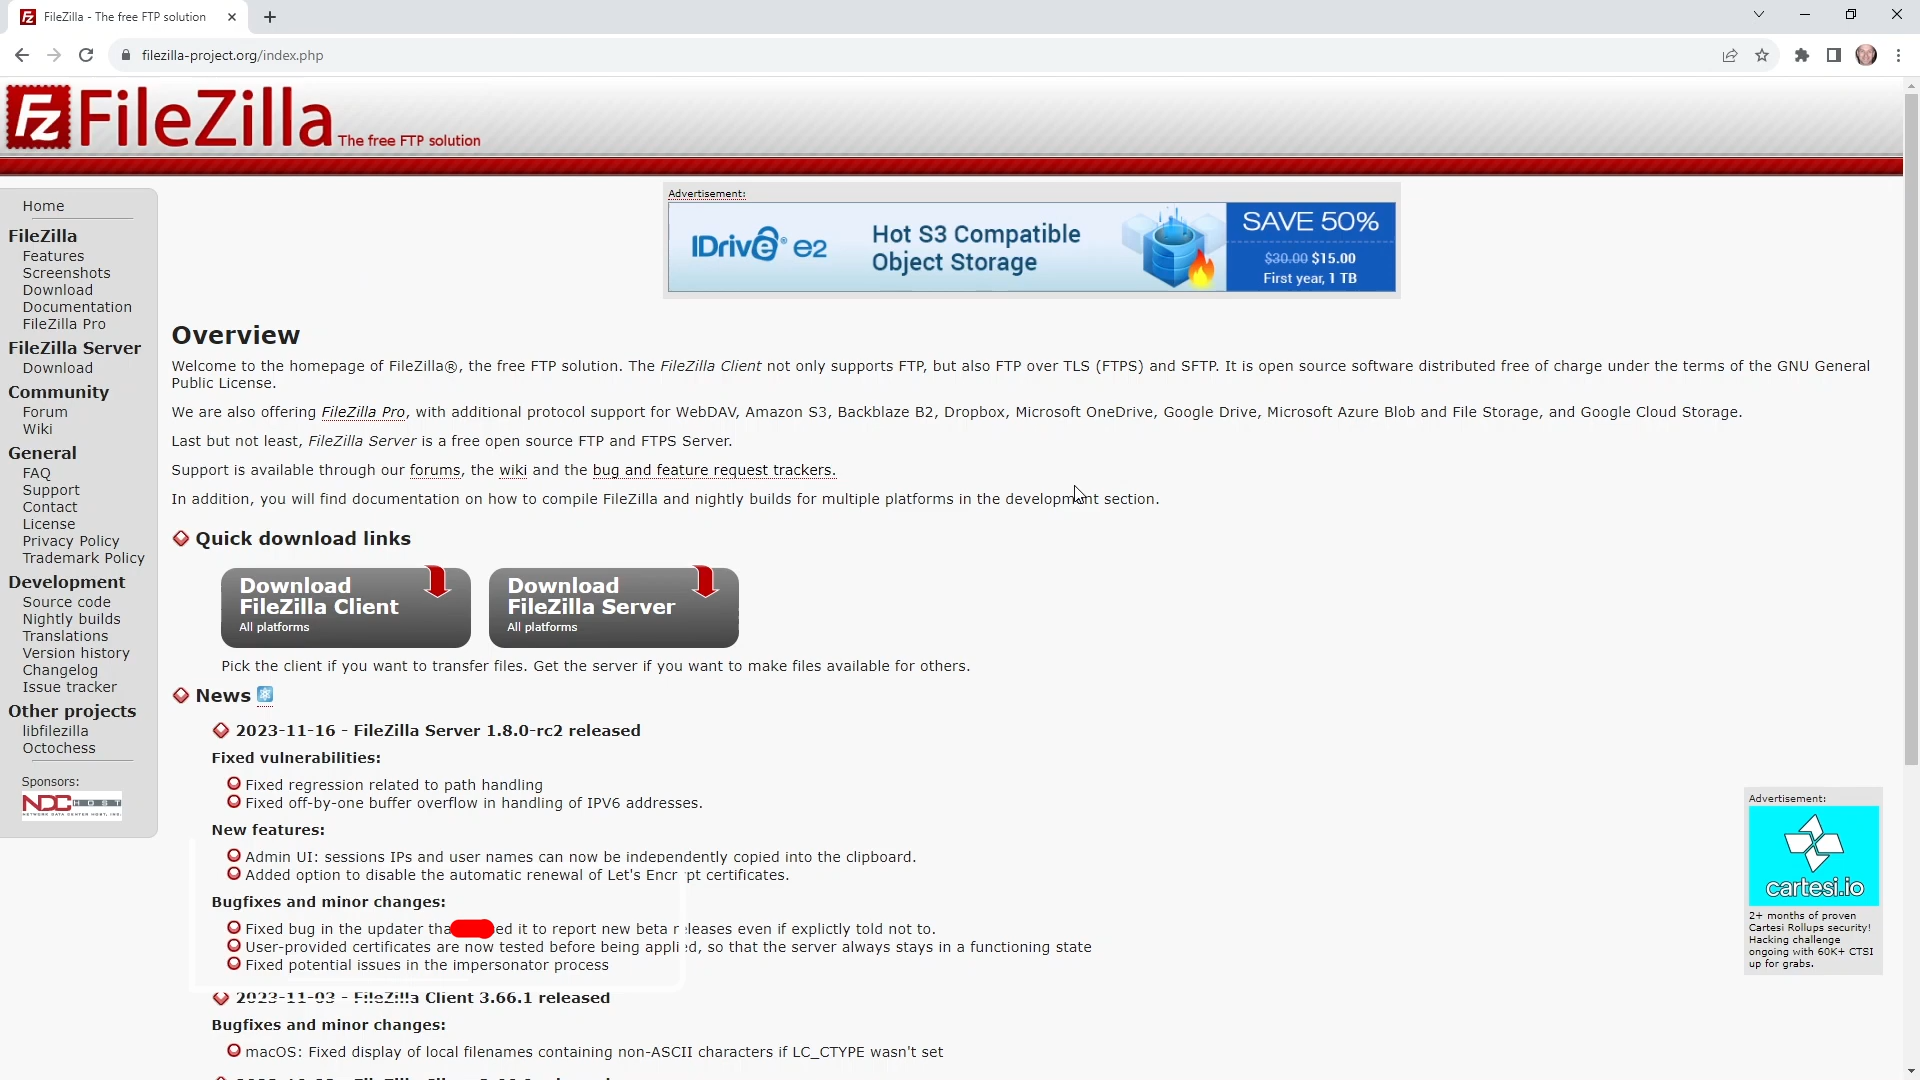 FileZilla - The free FTP solution
filezilla-project.org/index.php
FileZilla The free FTP solution
Home
FileZilla
Features
Screenshots
Download
Documentation
FileZilla Pro
FileZilla Server
Download
Community
Forum
Wiki
General
FAQ
Support
Contact
License
Privacy Policy
Trademark Policy
Development
Source code
Nightly builds
Translations
Version history
Changelog
Issue tracker
Other projects
libfilezilla
Octochess
Sponsors:
NDCHOST
NETWORK DATA CENTER HOST, INC.
Advertisement:
IDrive® e2
Hot S3 Compatible
Object Storage
SAVE 50%
$30.00 $15.00
First year, 1 TB
Overview
Welcome to the homepage of FileZilla®, the free FTP solution. The FileZilla Client not only supports FTP, but also FTP over TLS (FTPS) and SFTP. It is open source software distributed free of charge under the terms of the GNU General
Public License.
We are also offering FileZilla Pro, with additional protocol support for WebDAV, Amazon S3, Backblaze B2, Dropbox, Microsoft OneDrive, Google Drive, Microsoft Azure Blob and File Storage, and Google Cloud Storage.
Last but not least, FileZilla Server is a free open source FTP and FTPS Server.
Support is available through our forums, the wiki and the bug and feature request trackers.
In addition, you will find documentation on how to compile FileZilla and nightly builds for multiple platforms in the development section.
Quick download links
Download
FileZilla Client
All platforms
Download
FileZilla Server
All platforms
Pick the client if you want to transfer files. Get the server if you want to make files available for others.
News
2023-11-16 - FileZilla Server 1.8.0-rc2 released
Fixed vulnerabilities:
Fixed regression related to path handling
Fixed off-by-one buffer overflow in handling of IPV6 addresses.
New features:
Admin UI: sessions IPs and user names can now be independently copied into the clipboard.
Added option to disable the automatic renewal of Let's Encrypt certificates.
Bugfixes and minor changes:
Fixed bug in the updater it to report new beta releases even if explictly told not to.
User-provided certificates are now tested before being applied, so that the server always stays in a functioning state
Fixed potential issues in the impersonator process
2023-11-03 - FileZilla Client 3.66.1 released
Bugfixes and minor changes:
macOS: Fixed display of local filenames containing non-ASCII characters if LC_CTYPE wasn't set
Advertisement:
cartesi.io
2+ months of proven
Cartesi Rollups security!
Hacking challenge
ongoing with 60K+ CTSI
up for grabs.